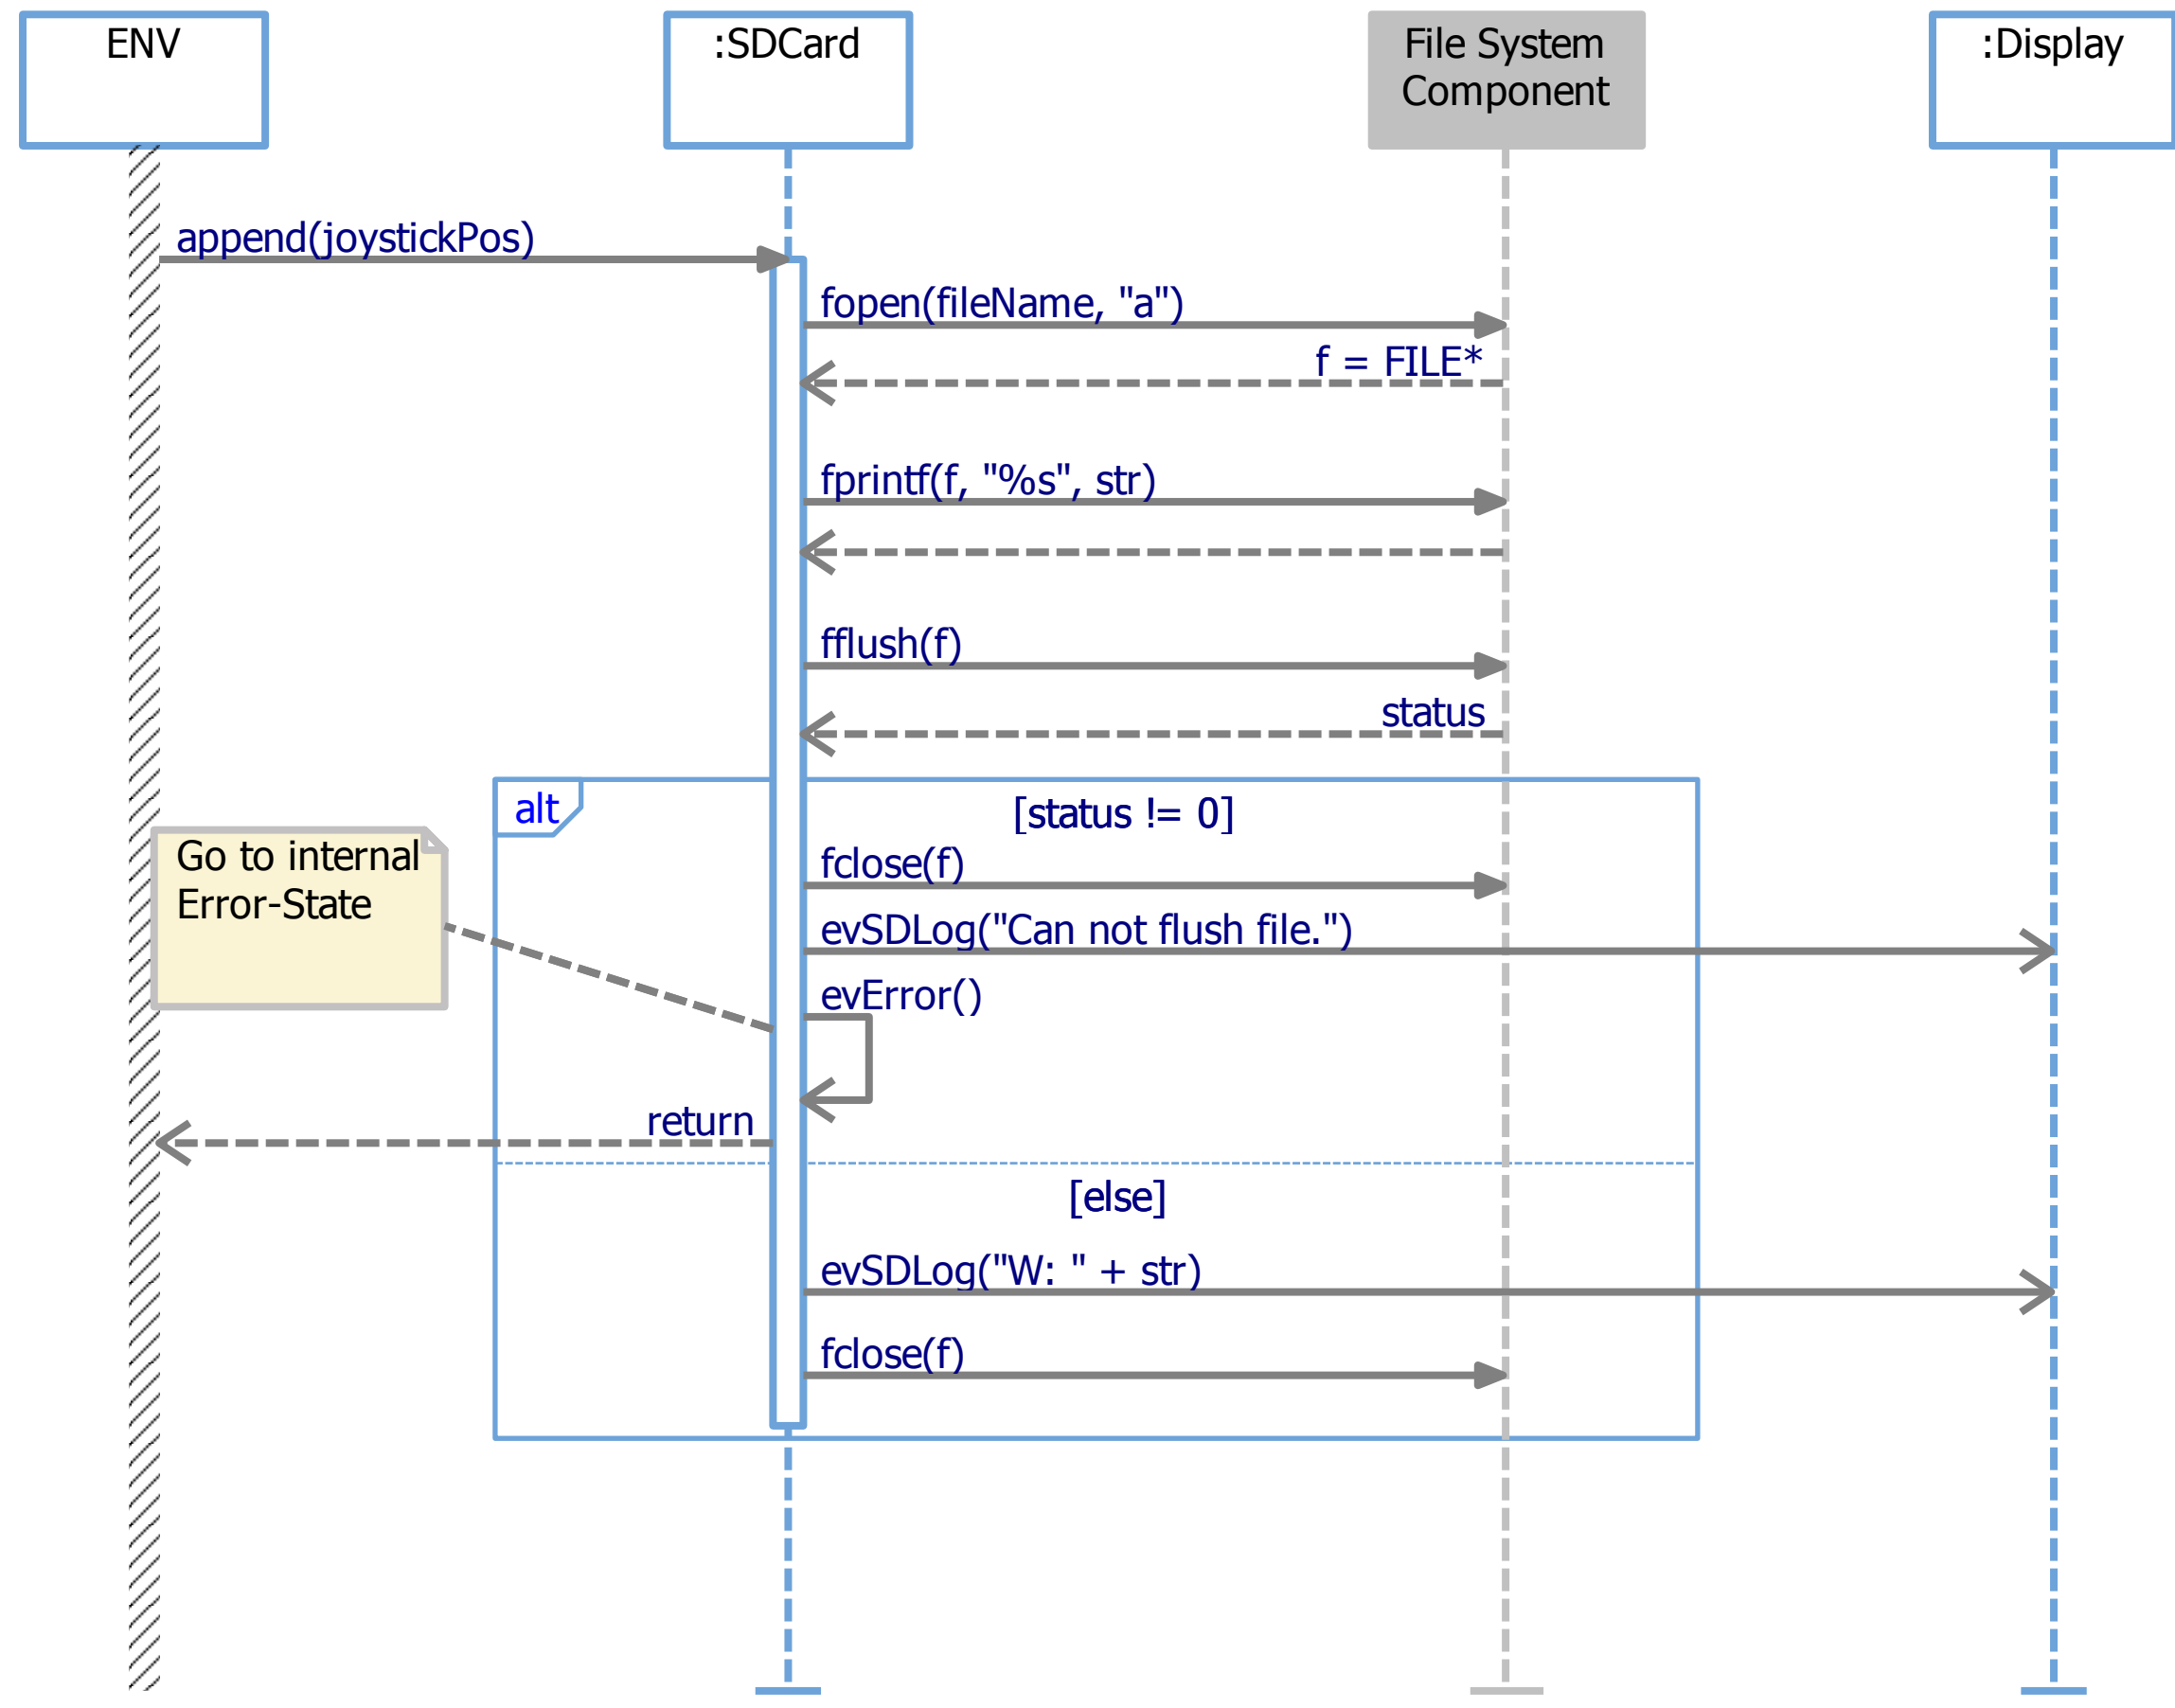 ENV
:SDCard
File System
Component
:Display
append(joystickPos)
fopen(fileName, "a")
f = FILE*
fprintf(f, "%s", str)
fflush(f)
status
alt
[status != 0]
Go to internal
Error-State
fclose(f)
evSDLog("Can not flush file.")
evError()
return
[else]
evSDLog("W: " + str)
fclose(f)